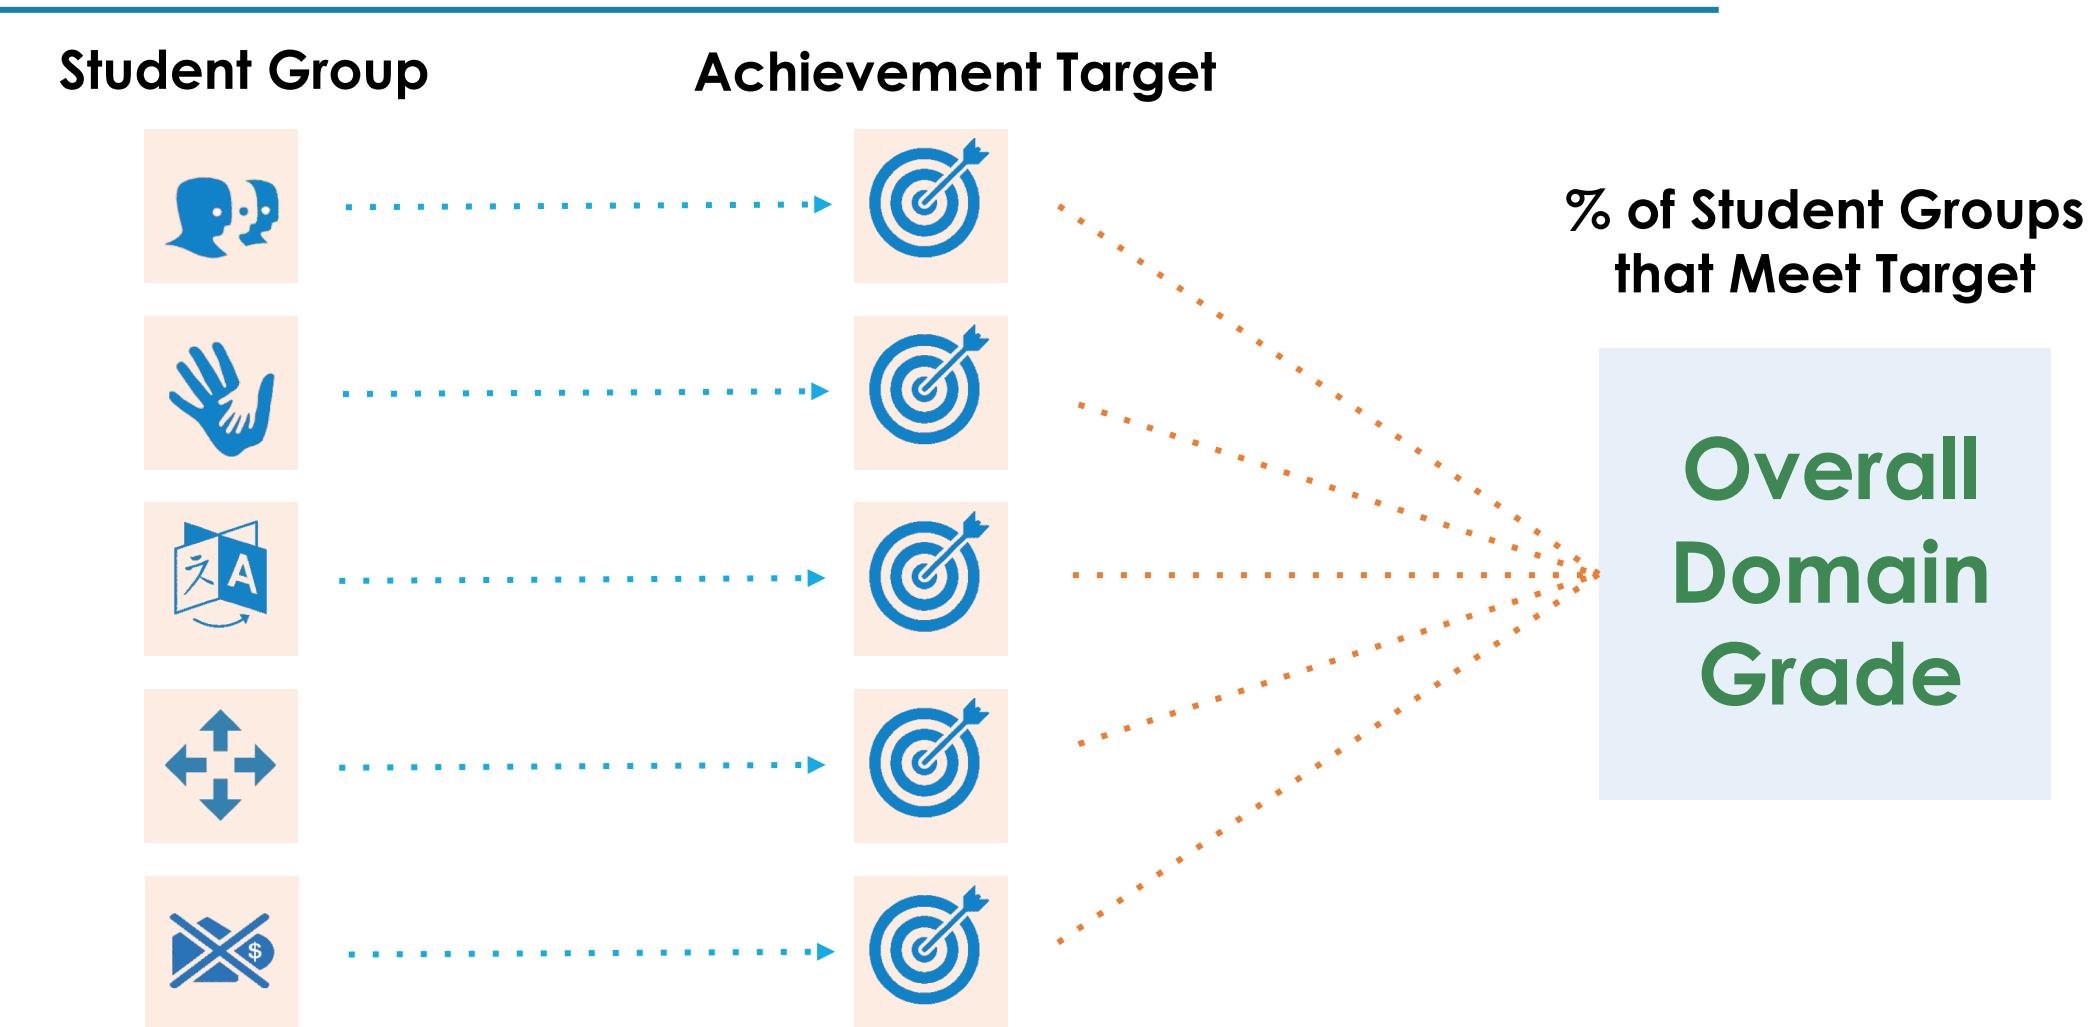 Student Group
Achievement Target
% of Student Groups
that Meet Target
Overall
Domain
Grade
A
$